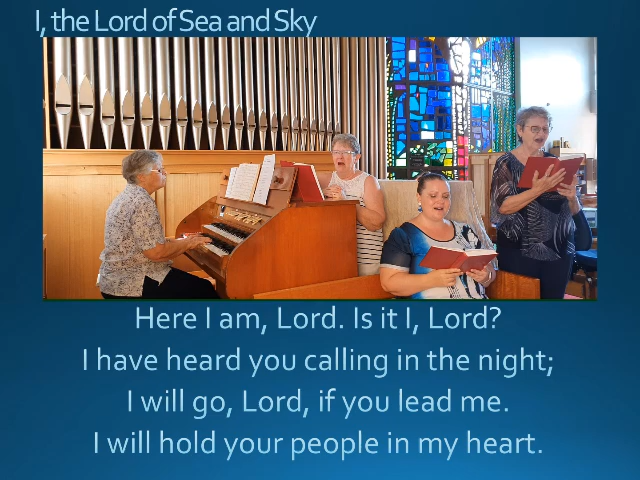 I, the Lord of Sea and Sky
Here I am, Lord. Is it I, Lord?
I have heard you calling in the night;
I will go, Lord, if you lead me.
I will hold your people in my heart.